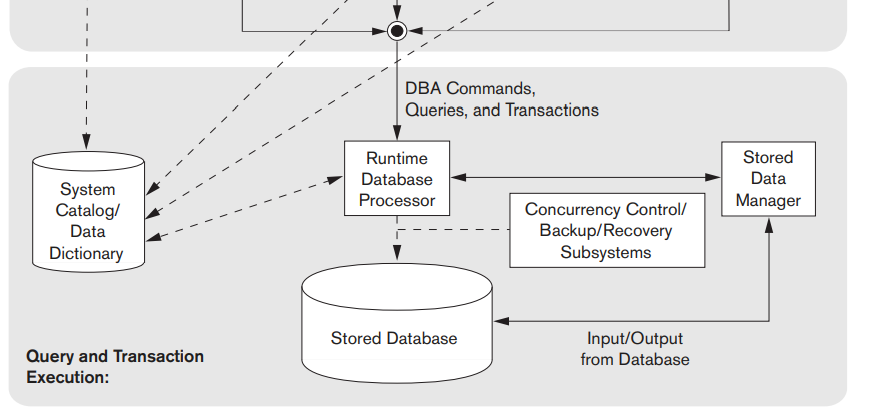 DBA Commands,
Queries, and Transactions
System
Catalog/
Data
Dictionary
Runtime
Database
Processor
Stored
Data
Manager
Concurrency Control/
Backup/Recovery
Subsystems
Stored Database
Input/Output
from Database
Query and Transaction
Execution: